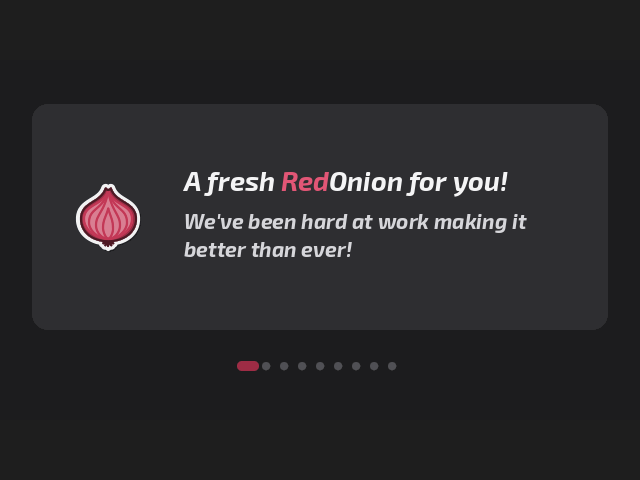 A fresh RedOnion for you!
We've been hard at work making it
better than ever!